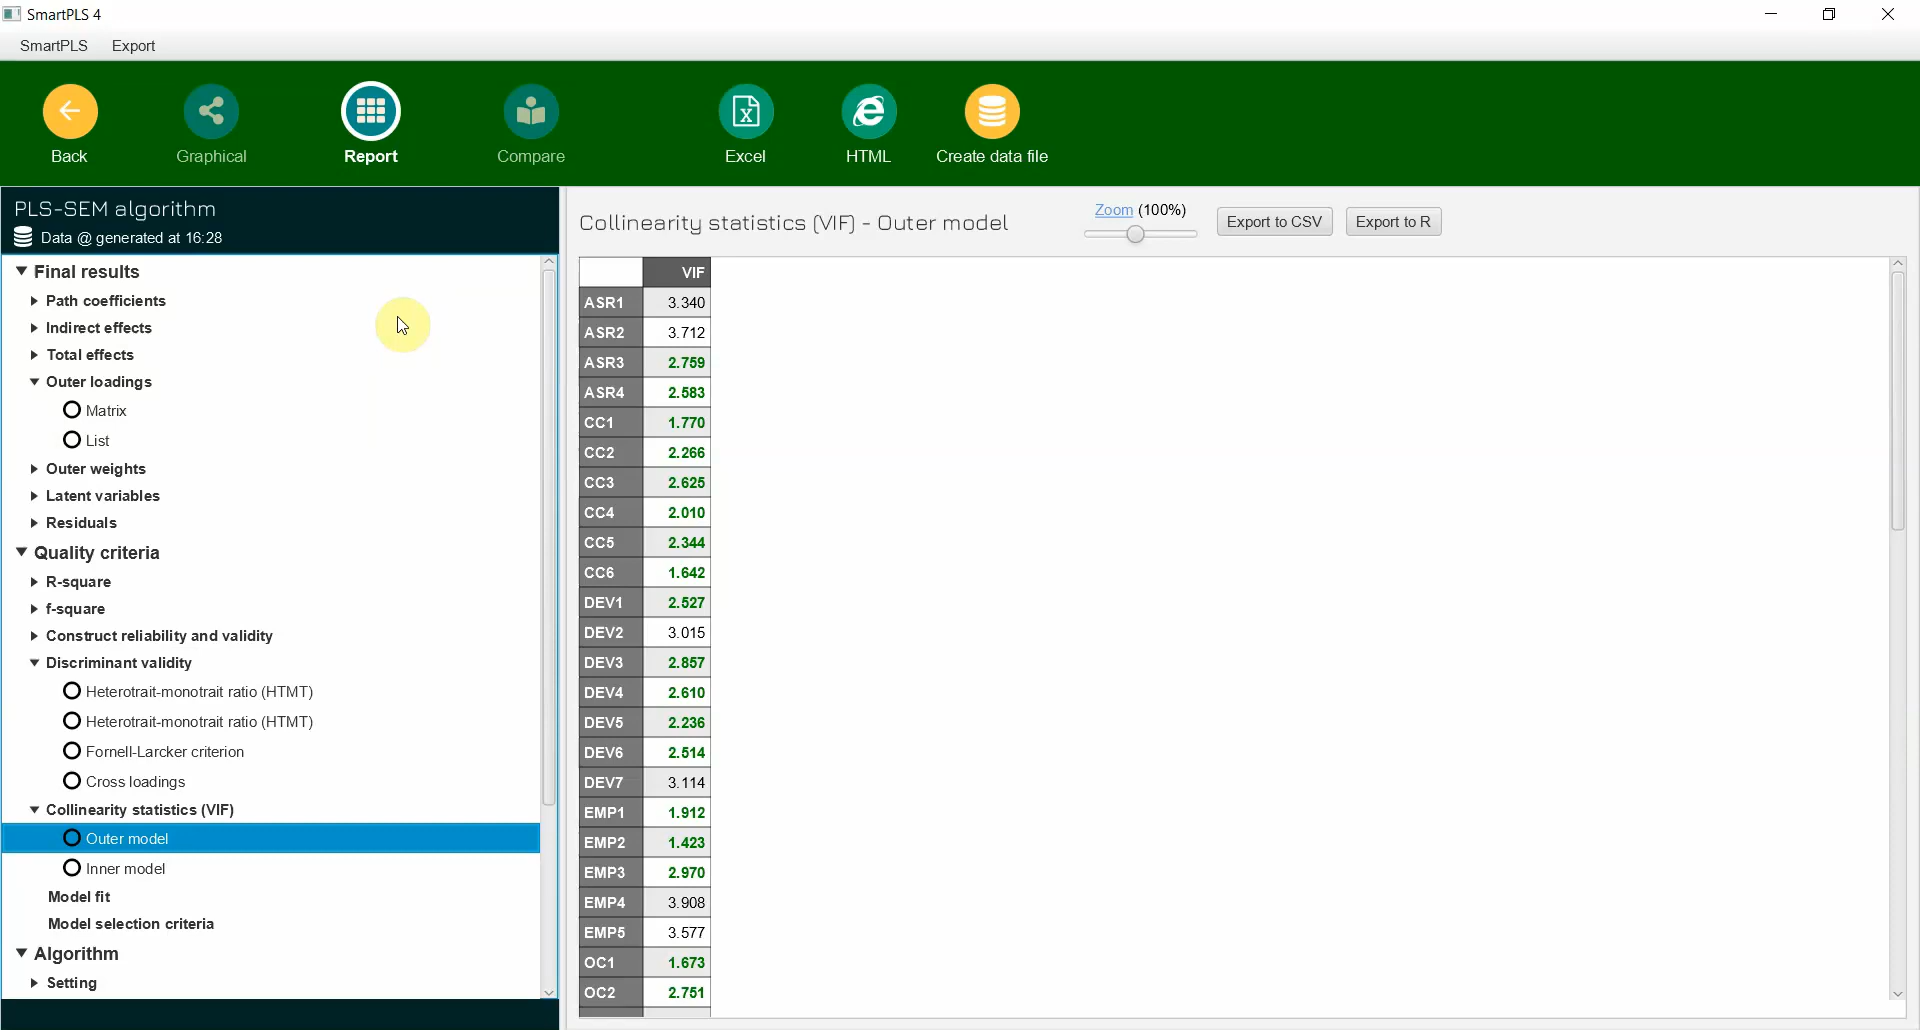 SmartPLS 4
SmartPLS Export
Back Graphical Report Compare Excel HTML Create data file
PLS-SEM algorithm
Data @ generated at 16:28
Final results
Path coefficients
Indirect effects
Total effects
Outer loadings
Matrix
List
Outer weights
Latent variables
Residuals
Quality criteria
R-square
f-square
Construct reliability and validity
Discriminant validity
Heterotrait-monotrait ratio (HTMT)
Heterotrait-monotrait ratio (HTMT)
Fornell-Larcker criterion
Cross loadings
Collinearity statistics (VIF)
Outer model
Inner model
Model fit
Model selection criteria
Algorithm
Setting
Collinearity statistics (VIF) - Outer model
Zoom (100%)
Export to CSV Export to R
VIF
ASR1 3.340
ASR2 3.712
ASR3 2.759
ASR4 2.583
CC1 1.770
CC2 2.266
CC3 2.625
CC4 2.010
CC5 2.344
CC6 1.642
DEV1 2.527
DEV2 3.015
DEV3 2.857
DEV4 2.610
DEV5 2.236
DEV6 2.514
DEV7 3.114
EMP1 1.912
EMP2 1.423
EMP3 2.970
EMP4 3.908
EMP5 3.577
OC1 1.673
OC2 2.751